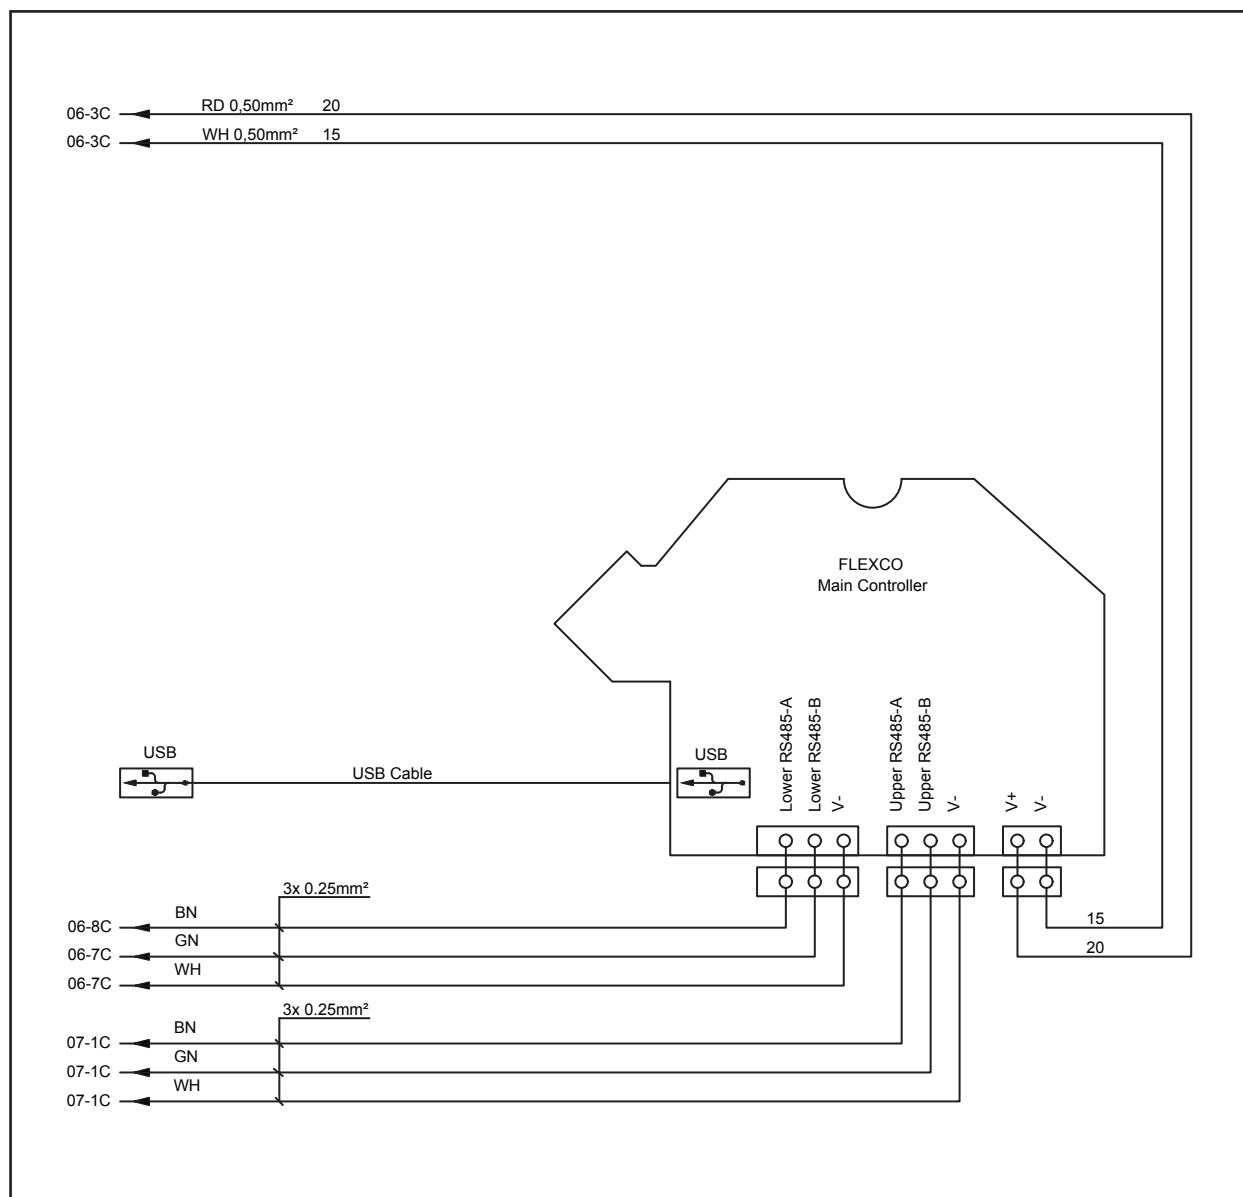 06-3C RD 0,50mm² 20
06-3C WH 0,50mm² 15
FLEXCO
Main Controller
Lower RS485-A
Lower RS485-B
V-
Upper RS485-A
Upper RS485-B
V-
V+
V-
USB
USB Cable
USB
3x 0.25mm²
06-8C BN
06-7C GN
06-7C WH
15
20
3x 0.25mm²
07-1C BN
07-1C GN
07-1C WH